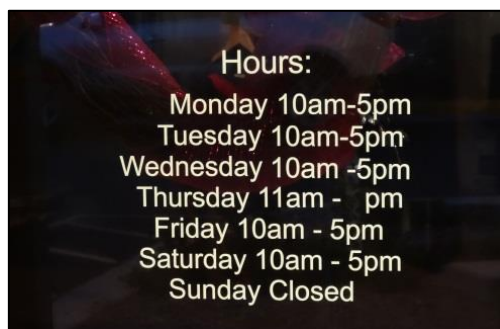 Hours:
Monday 10am-5pm
Tuesday 10am-5pm
Wednesday 10am -5pm
Thursday 11am - pm
Friday 10am - 5pm
Saturday 10am - 5pm
Sunday Closed